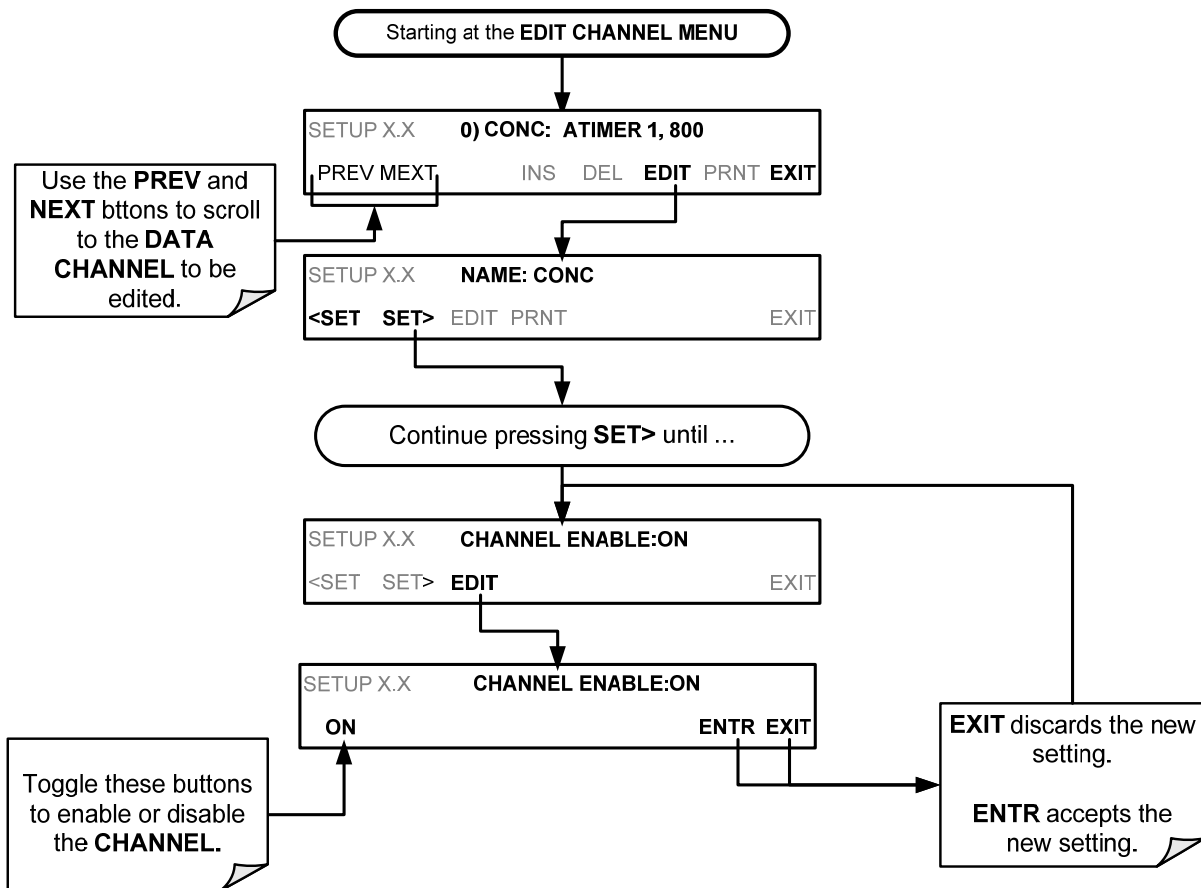 Starting at the EDIT CHANNEL MENU
SETUP X.X 0) CONC: ATIMER 1, 800
PREV MEXT INS DEL EDIT PRNT EXIT
Use the PREV and
NEXT bttons to scroll
to the DATA
CHANNEL to be
edited.
SETUP X.X NAME: CONC
<SET SET> EDIT PRNT EXIT
Continue pressing SET> until ...
SETUP X.X CHANNEL ENABLE:ON
<SET SET> EDIT EXIT
SETUP X.X CHANNEL ENABLE:ON
ON ENTR EXIT
Toggle these buttons
to enable or disable
the CHANNEL.
EXIT discards the new
setting.
ENTR accepts the
new setting.